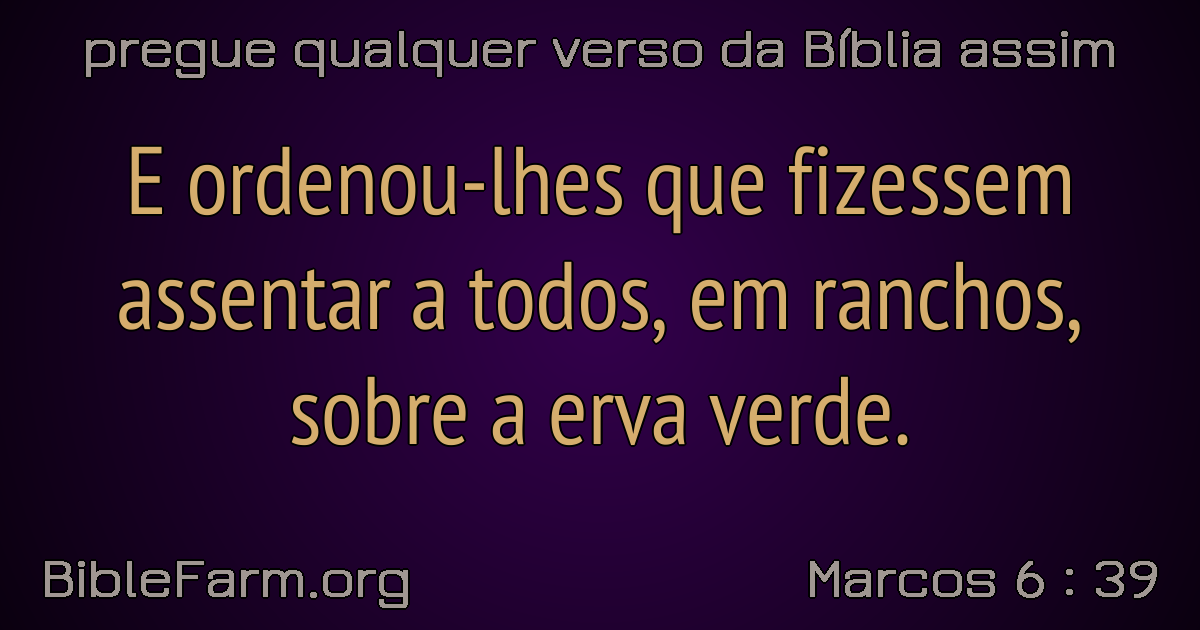 pregue qualquer verso da Bíblia assim
E ordenou-lhes que fizessem
assentar a todos, em ranchos,
sobre a erva verde.
BibleFarm.org
Marcos 6 : 39